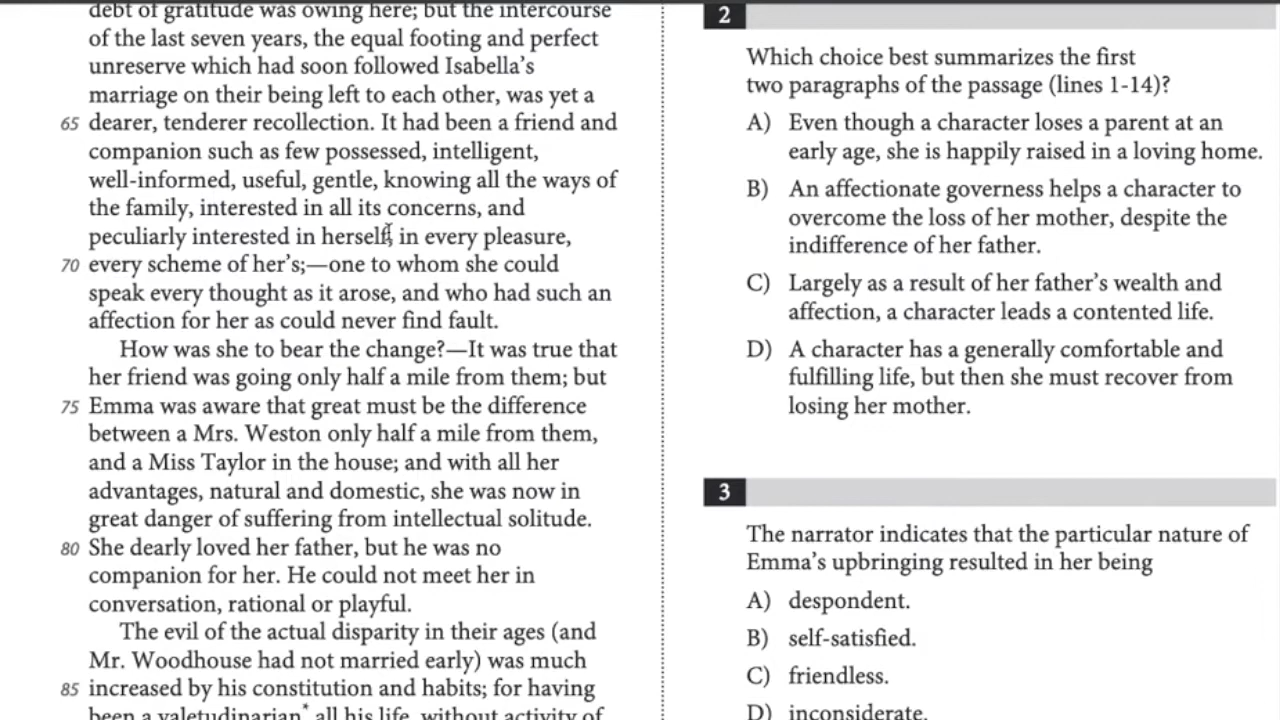 debt of gratitude was owing here; but the intercourse
of the last seven years, the equal footing and perfect
unreserve which had soon followed Isabella's
marriage on their being left to each other, was yet a
65 dearer, tenderer recollection. It had been a friend and
companion such as few possessed, intelligent,
well-informed, useful, gentle, knowing all the ways of
the family, interested in all its concerns, and
peculiarly interested in herself, in every pleasure,
70 every scheme of her's;—one to whom she could
speak every thought as it arose, and who had such an
affection for her as could never find fault.
How was she to bear the change?—It was true that
her friend was going only half a mile from them; but
75 Emma was aware that great must be the difference
between a Mrs. Weston only half a mile from them,
and a Miss Taylor in the house; and with all her
advantages, natural and domestic, she was now in
great danger of suffering from intellectual solitude.
80 She dearly loved her father, but he was no
companion for her. He could not meet her in
conversation, rational or playful.
The evil of the actual disparity in their ages (and
Mr. Woodhouse had not married early) was much
85 increased by his constitution and habits; for having
been a valetudinarian* all his life, without activity of
2
Which choice best summarizes the first
two paragraphs of the passage (lines 1-14)?
A) Even though a character loses a parent at an
early age, she is happily raised in a loving home.
B) An affectionate governess helps a character to
overcome the loss of her mother, despite the
indifference of her father.
C) Largely as a result of her father's wealth and
affection, a character leads a contented life.
D) A character has a generally comfortable and
fulfilling life, but then she must recover from
losing her mother.
3
The narrator indicates that the particular nature of
Emma's upbringing resulted in her being
A) despondent.
B) self-satisfied.
C) friendless.
D) inconsiderate.